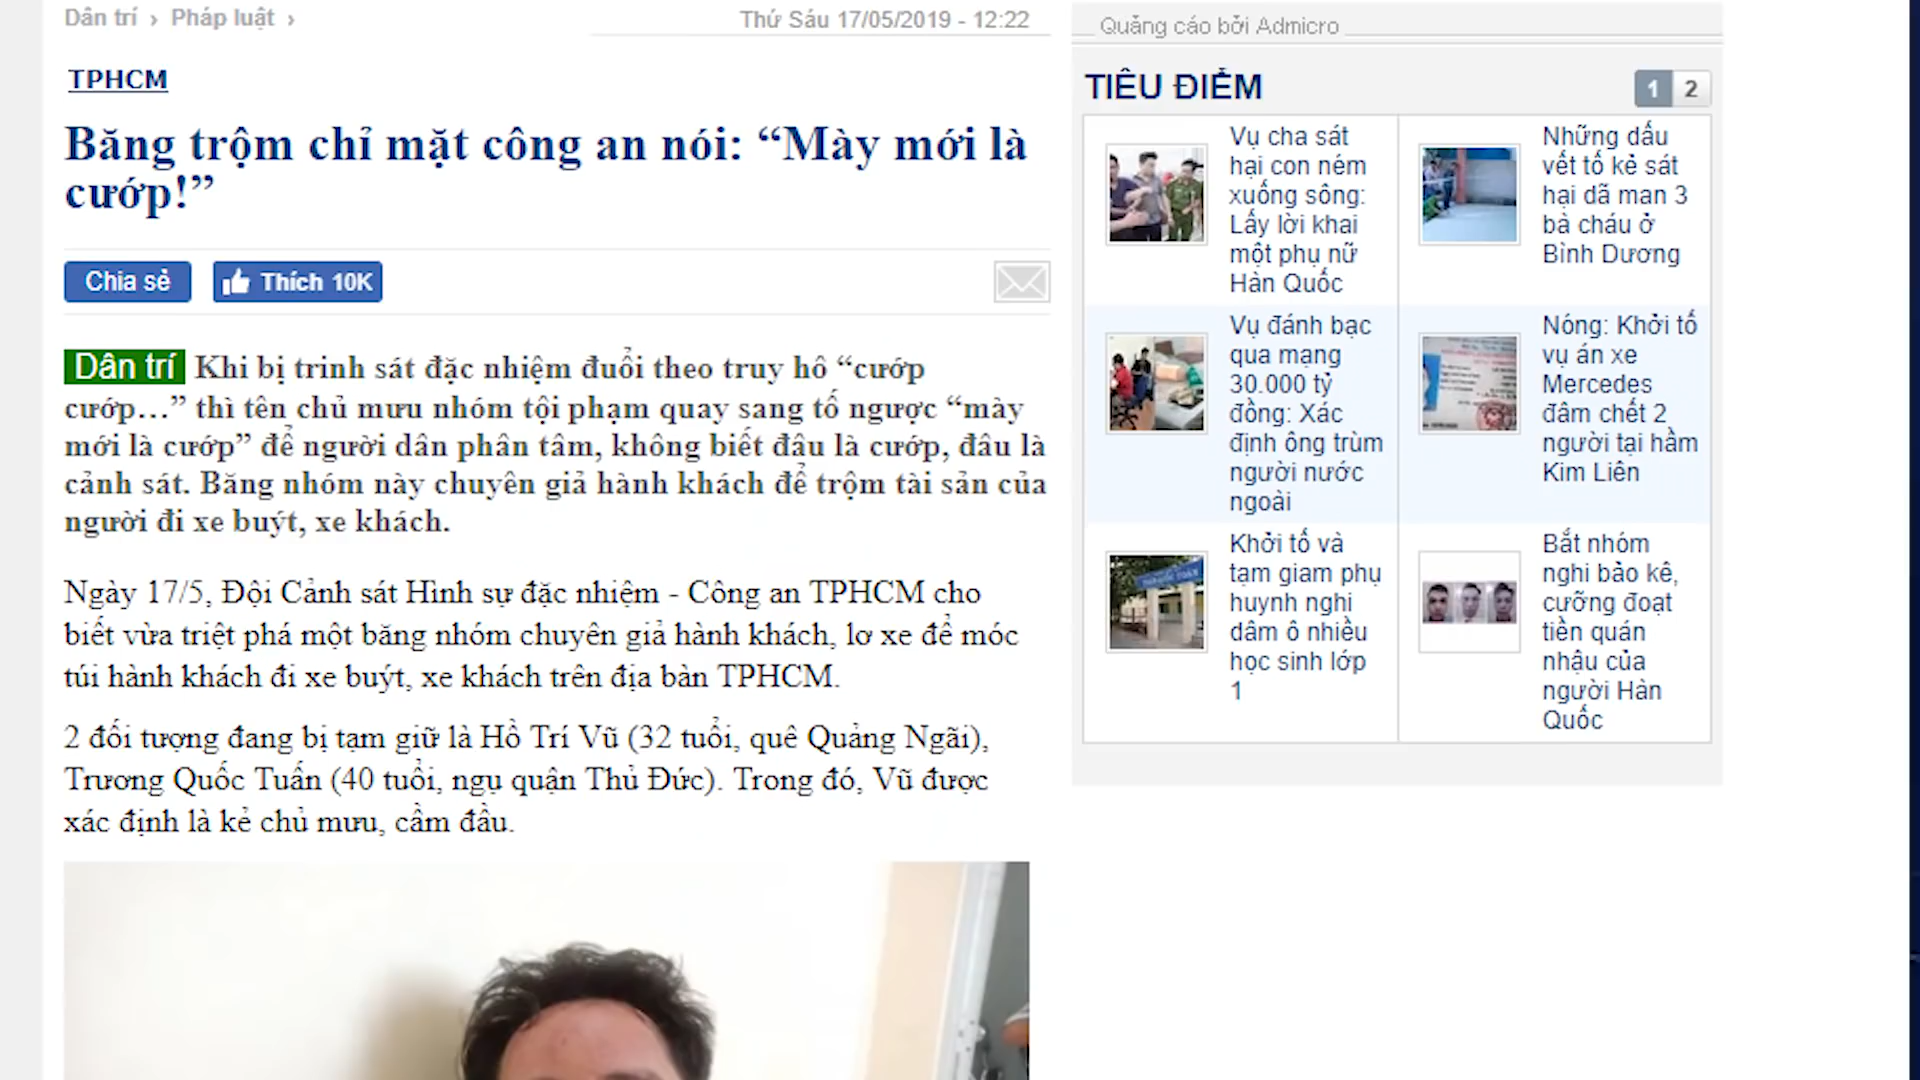 Dân trí › Pháp luật ›
Thứ Sáu 17/05/2019 - 12:22
TPHCM
Băng trộm chỉ mặt công an nói: “Mày mới là
cướp!”
Chia sẻ
Thích 10K
Dân trí Khi bị trinh sát đặc nhiệm đuổi theo truy hô “cướp
cướp…” thì tên chủ mưu nhóm tội phạm quay sang tố ngược “mày
mới là cướp” để người dân phân tâm, không biết đâu là cướp, đâu là
cảnh sát. Băng nhóm này chuyên giả hành khách để trộm tài sản của
người đi xe buýt, xe khách.
Ngày 17/5, Đội Cảnh sát Hình sự đặc nhiệm - Công an TPHCM cho
biết vừa triệt phá một băng nhóm chuyên giả hành khách, lơ xe để móc
túi hành khách đi xe buýt, xe khách trên địa bàn TPHCM.
2 đối tượng đang bị tạm giữ là Hồ Trí Vũ (32 tuổi, quê Quảng Ngãi),
Trương Quốc Tuấn (40 tuổi, ngụ quận Thủ Đức). Trong đó, Vũ được
xác định là kẻ chủ mưu, cầm đầu.
Quảng cáo bởi Admicro
TIÊU ĐIỂM
1 2
Vụ cha sát
hại con ném
xuống sông:
Lấy lời khai
một phụ nữ
Hàn Quốc
Những dấu
vết tố kẻ sát
hại dã man 3
bà cháu ở
Bình Dương
Vụ đánh bạc
qua mạng
30.000 tỷ
đồng: Xác
định ông trùm
người nước
ngoài
Nóng: Khởi tố
vụ án xe
Mercedes
đâm chết 2
người tại hầm
Kim Liên
Khởi tố và
tạm giam phụ
huynh nghi
dâm ô nhiều
học sinh lớp
1
Bắt nhóm
nghi bảo kê,
cưỡng đoạt
tiền quán
nhậu của
người Hàn
Quốc